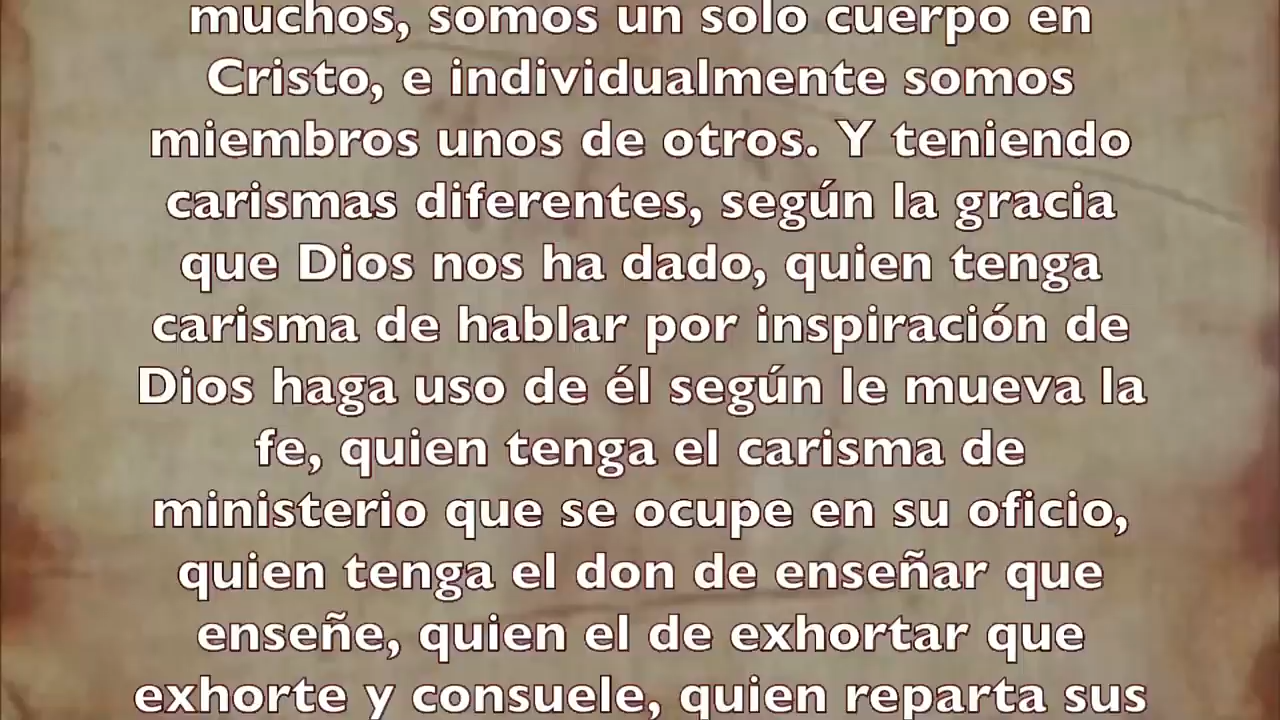 muchos, somos un solo cuerpo en
Cristo, e individualmente somos
miembros unos de otros. Y teniendo
carismas diferentes, según la gracia
que Dios nos ha dado, quien tenga
carisma de hablar por inspiración de
Dios haga uso de él según le mueva la
fe, quien tenga el carisma de
ministerio que se ocupe en su oficio,
quien tenga el don de enseñar que
enseñe, quien el de exhortar que
exhorte y consuele, quien reparta sus